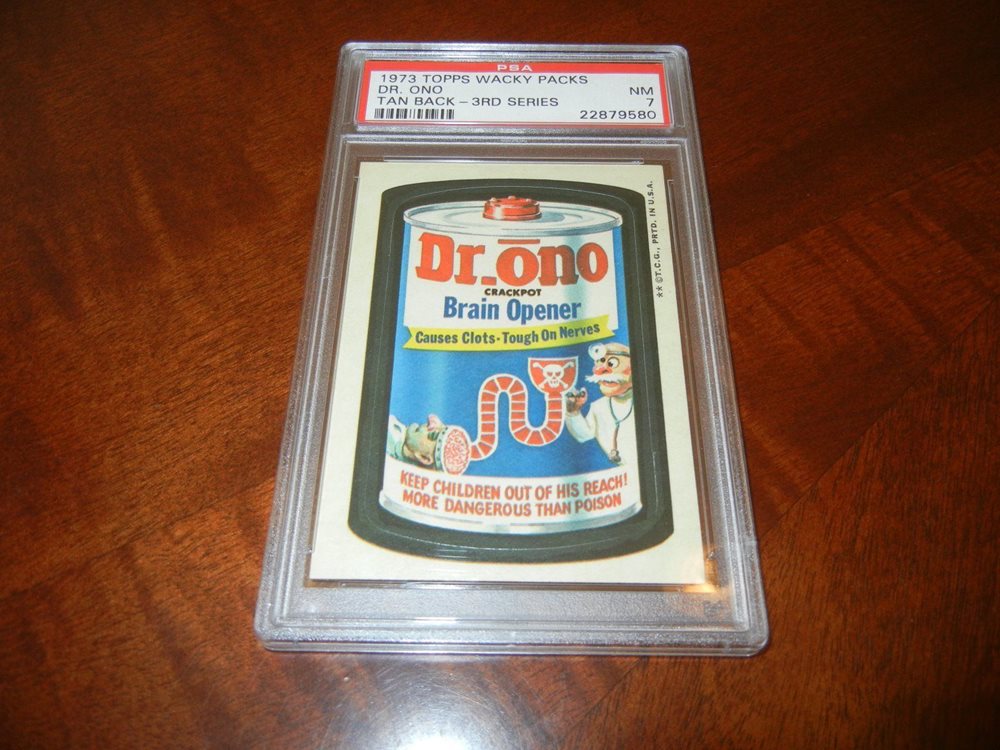 PSA
1973 TOPPS WACKY PACKS
DR. ONO NM
TAN BACK - 3RD SERIES 7
22879580
Dr.ōno
CRACKPOT
Brain Opener
Causes Clots - Tough On Nerves
KEEP CHILDREN OUT OF HIS REACH!
MORE DANGEROUS THAN POISON
** ©T.C.G., PRTD. IN U.S.A.